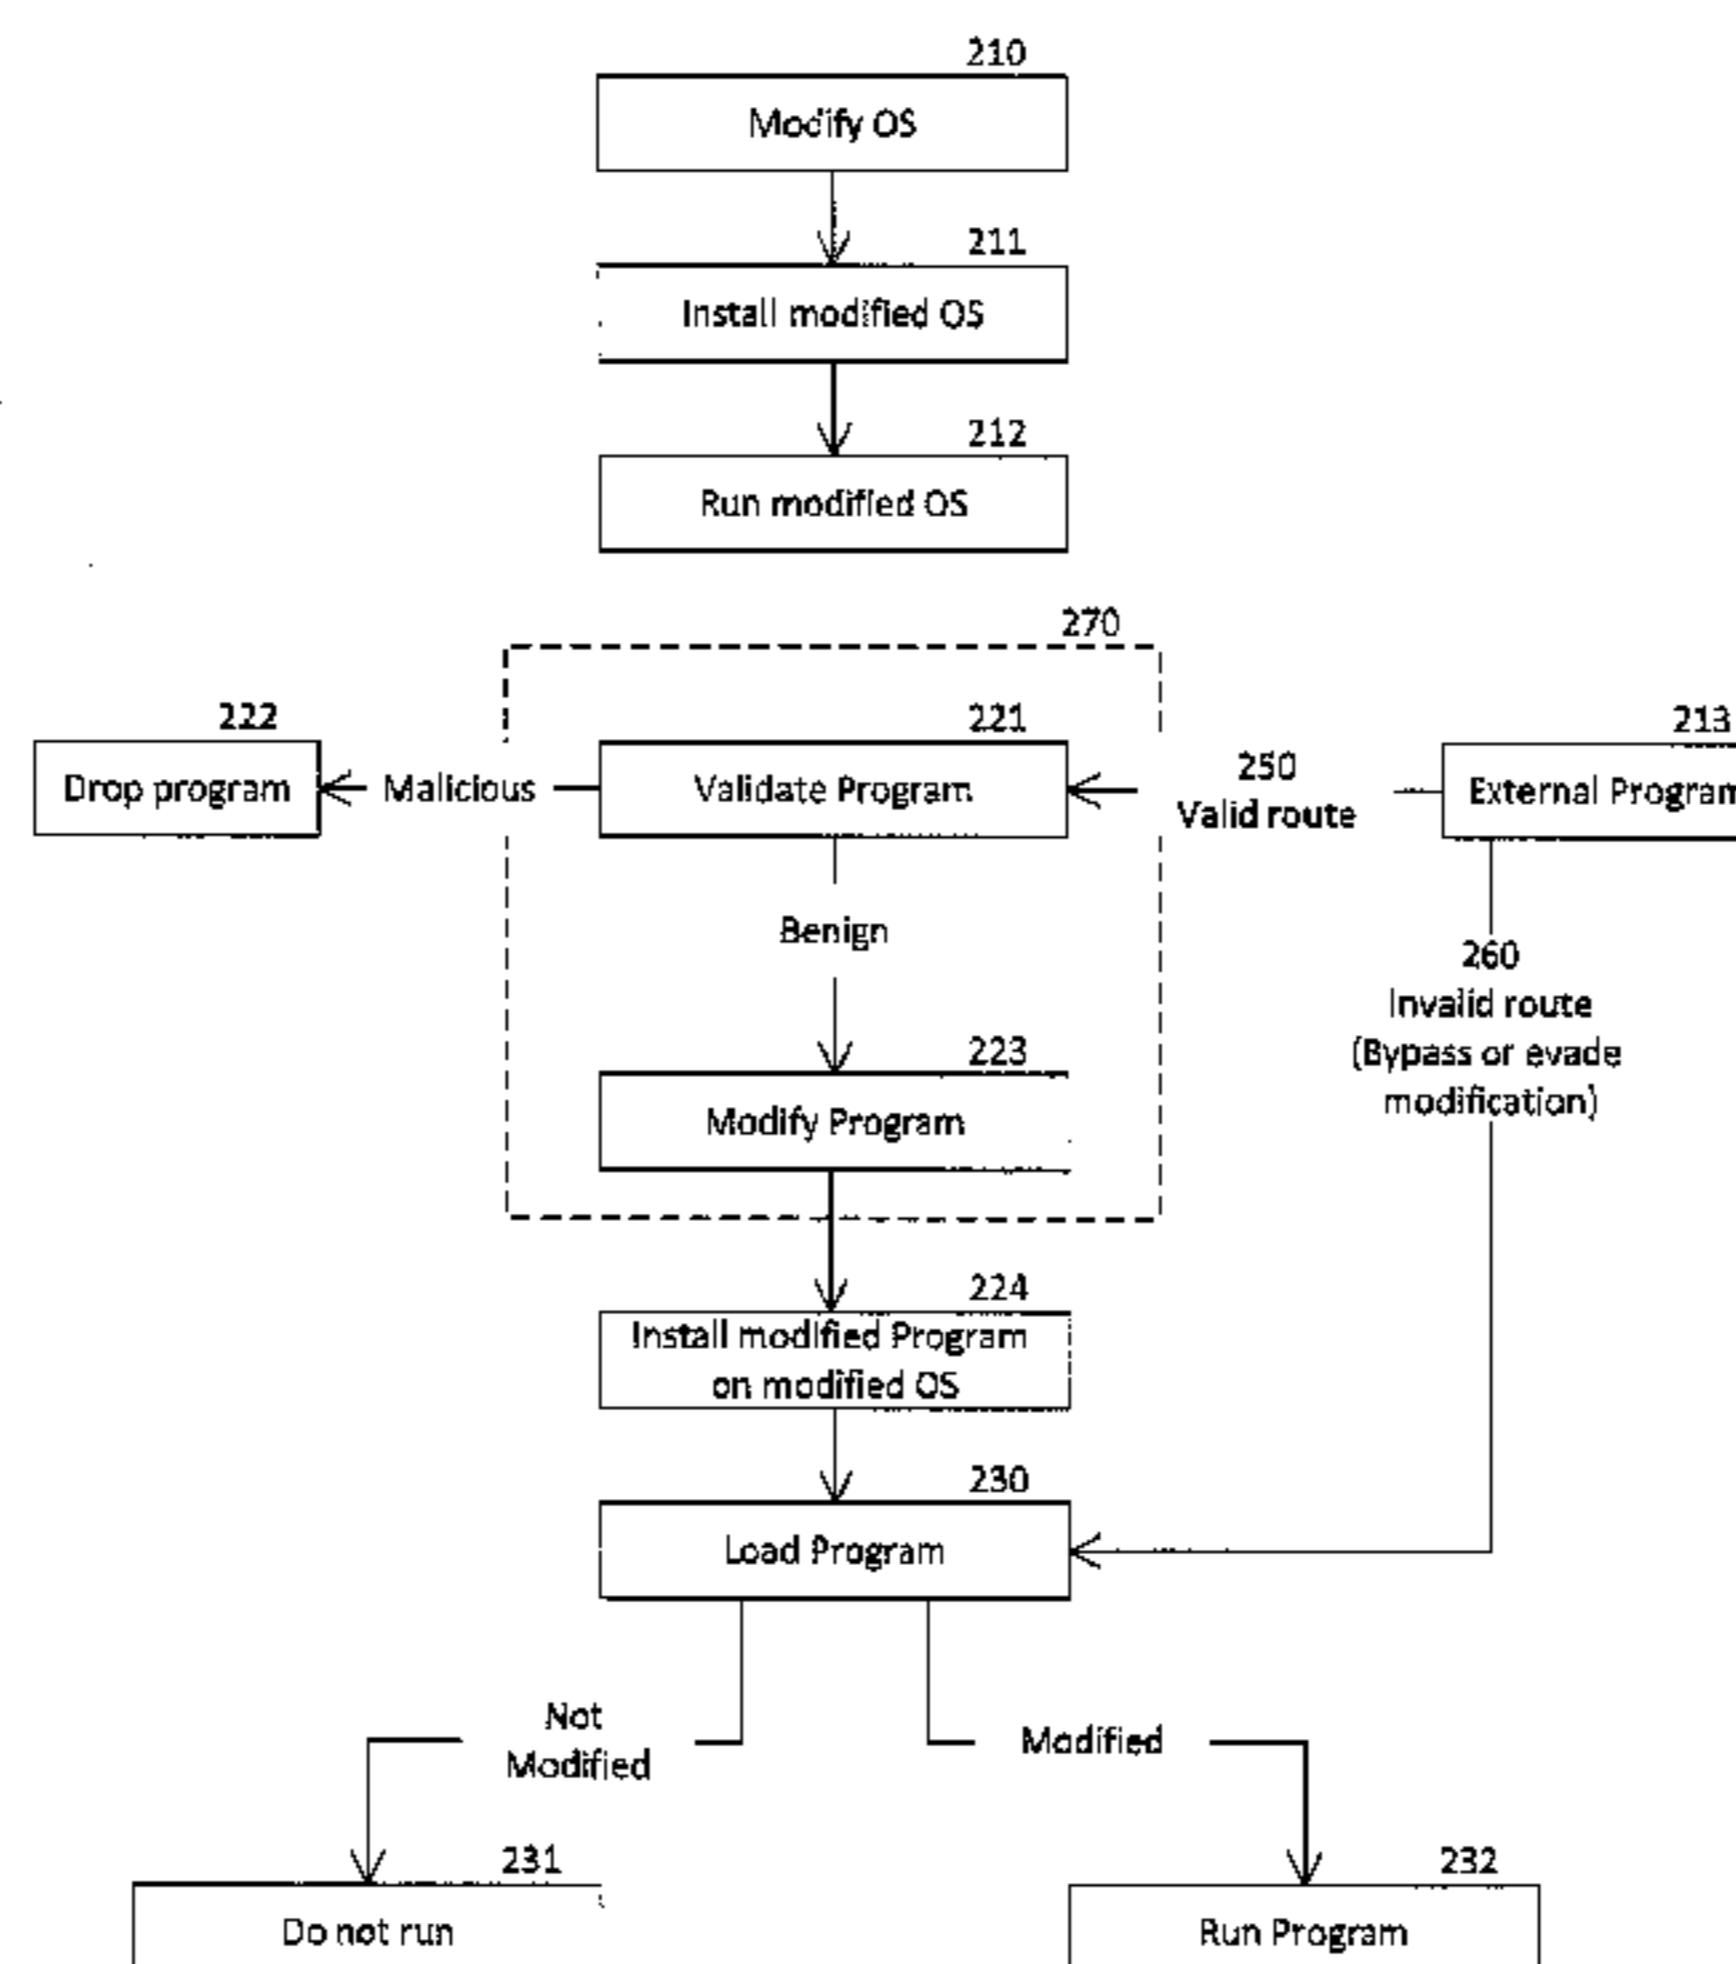 210
Modify OS
211
Install modified OS
212
Run modified OS
270
222
221
213
Drop program
Malicious
Validate Program
250
Valid route
External Program
Benign
260
Invalid route
(Bypass or evade
modification)
223
Modify Program
224
Install modified Program
on modified OS
230
Load Program
Not
Modified
Modified
231
232
Do not run
Run Program